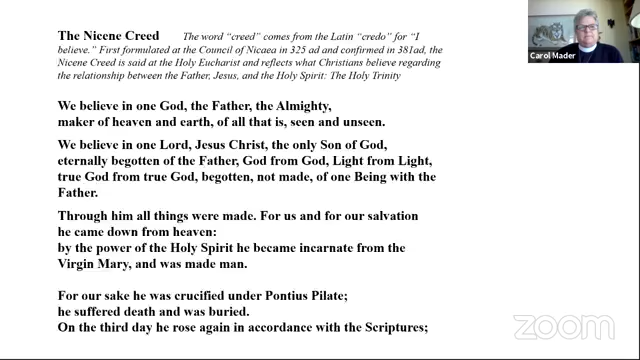 The Nicene Creed The word “creed” comes from the Latin “credo” for “I
believe.” First formulated at the Council of Nicaea in 325 ad and confirmed in 381ad, the
Nicene Creed is said at the Holy Eucharist and reflects what Christians believe regarding
the relationship between the Father, Jesus, and the Holy Spirit: The Holy Trinity
We believe in one God, the Father, the Almighty,
maker of heaven and earth, of all that is, seen and unseen.
We believe in one Lord, Jesus Christ, the only Son of God,
eternally begotten of the Father, God from God, Light from Light,
true God from true God, begotten, not made, of one Being with the
Father.
Through him all things were made. For us and for our salvation
he came down from heaven:
by the power of the Holy Spirit he became incarnate from the
Virgin Mary, and was made man.
For our sake he was crucified under Pontius Pilate;
he suffered death and was buried.
On the third day he rose again in accordance with the Scriptures;
Carol Mader
zoom